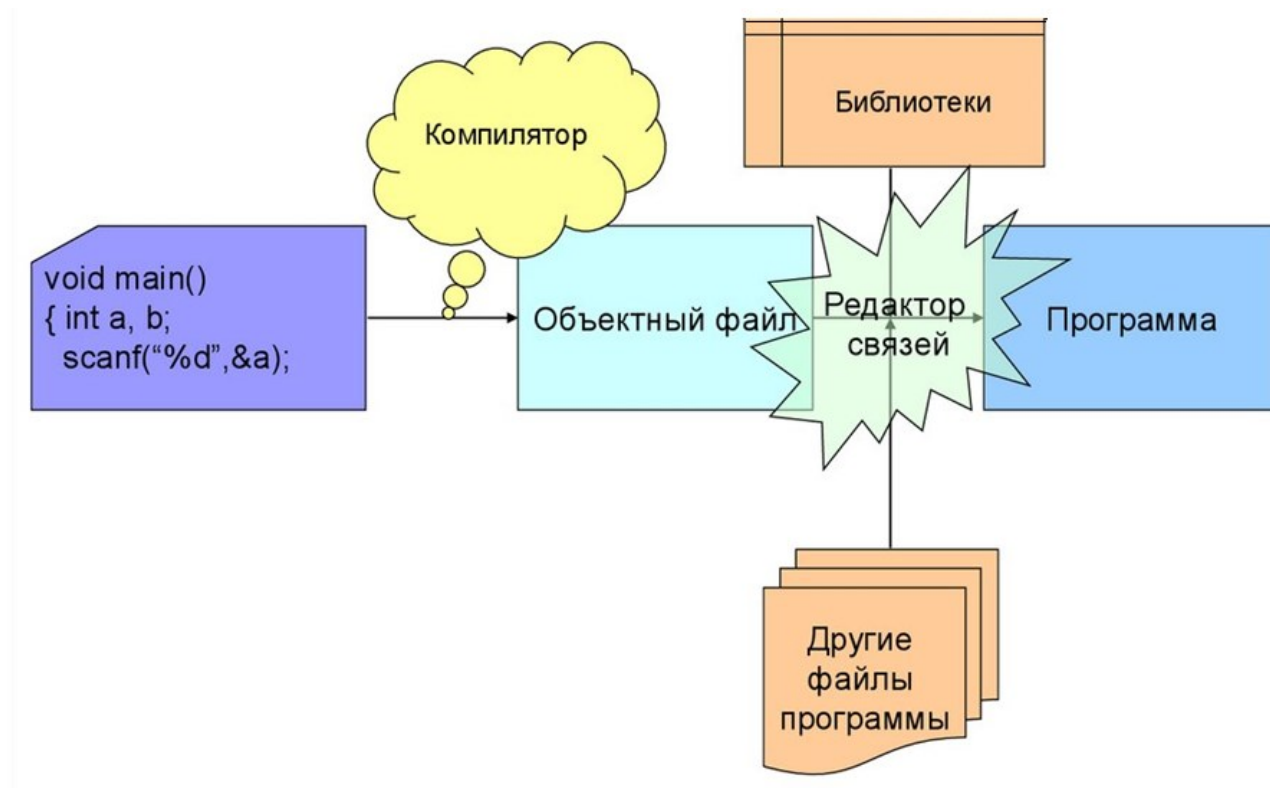 Компилятор
Библиотеки
void main()
{ int a, b;
scanf(“%d”,&a);
Объектный файл
Редактор
связей
Программа
Другие
файлы
программы